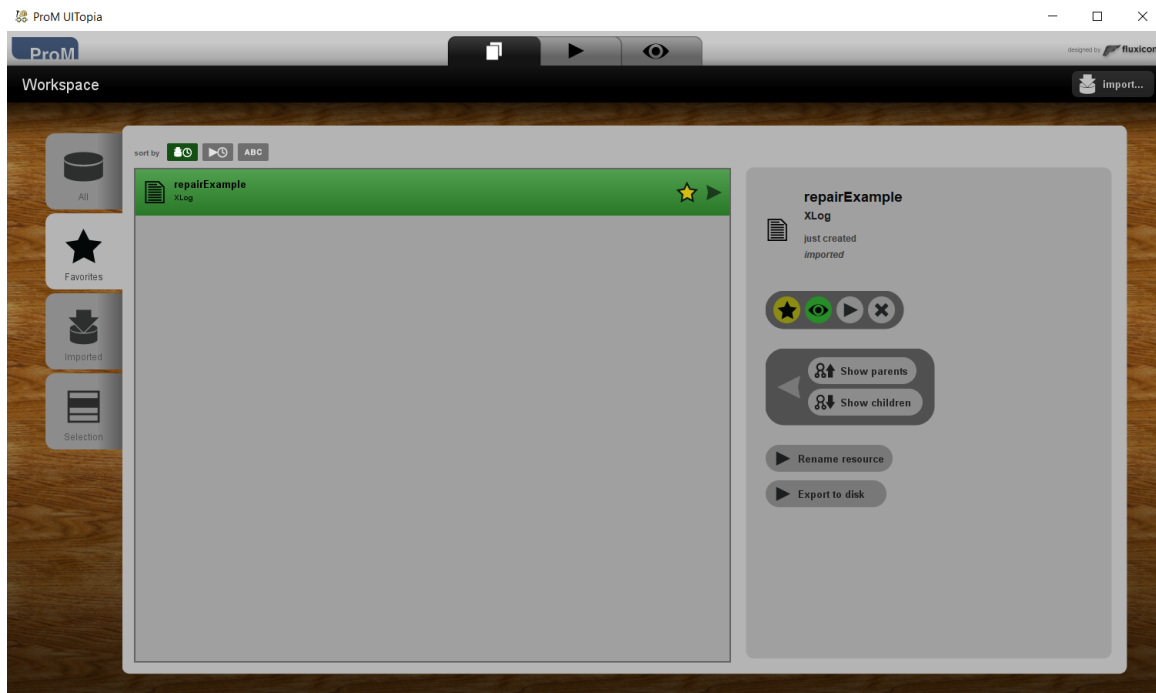 ProM UITopia
ProM
designed by fluxicon
Workspace
import...
All
Favorites
Imported
Selection
sort by
ABC
repairExample
XLog
repairExample
XLog
just created
imported
Show parents
Show children
Rename resource
Export to disk